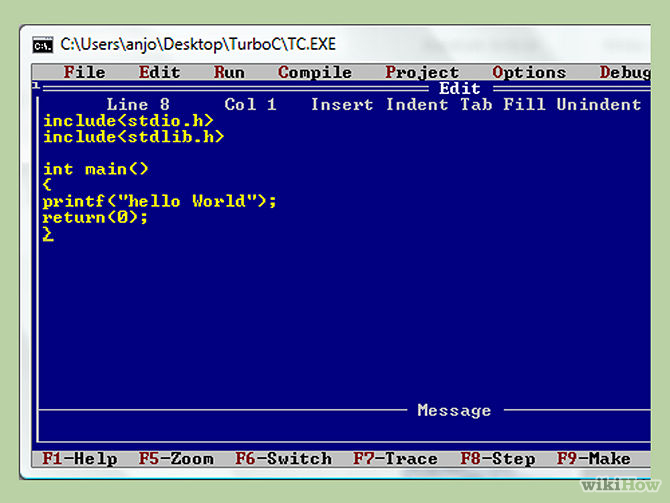 C:\Users\anjo\Desktop\TurboC\TC.EXE
File Edit Run Compile Project Options Debug
1 Edit
Line 8 Col 1 Insert Indent Tab Fill Unindent
include<stdio.h>
include<stdlib.h>
int main()
{
printf("hello World");
return(0);
}
Message
F1-Help F5-Zoom F6-Switch F7-Trace F8-Step F9-Make
wikiHow